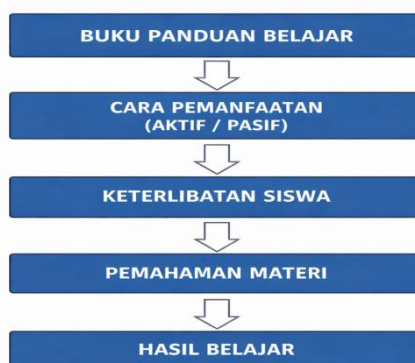 BUKU PANDUAN BELAJAR
CARA PEMANFAATAN
(AKTIF / PASIF)
KETERLIBATAN SISWA
PEMAHAMAN MATERI
HASIL BELAJAR